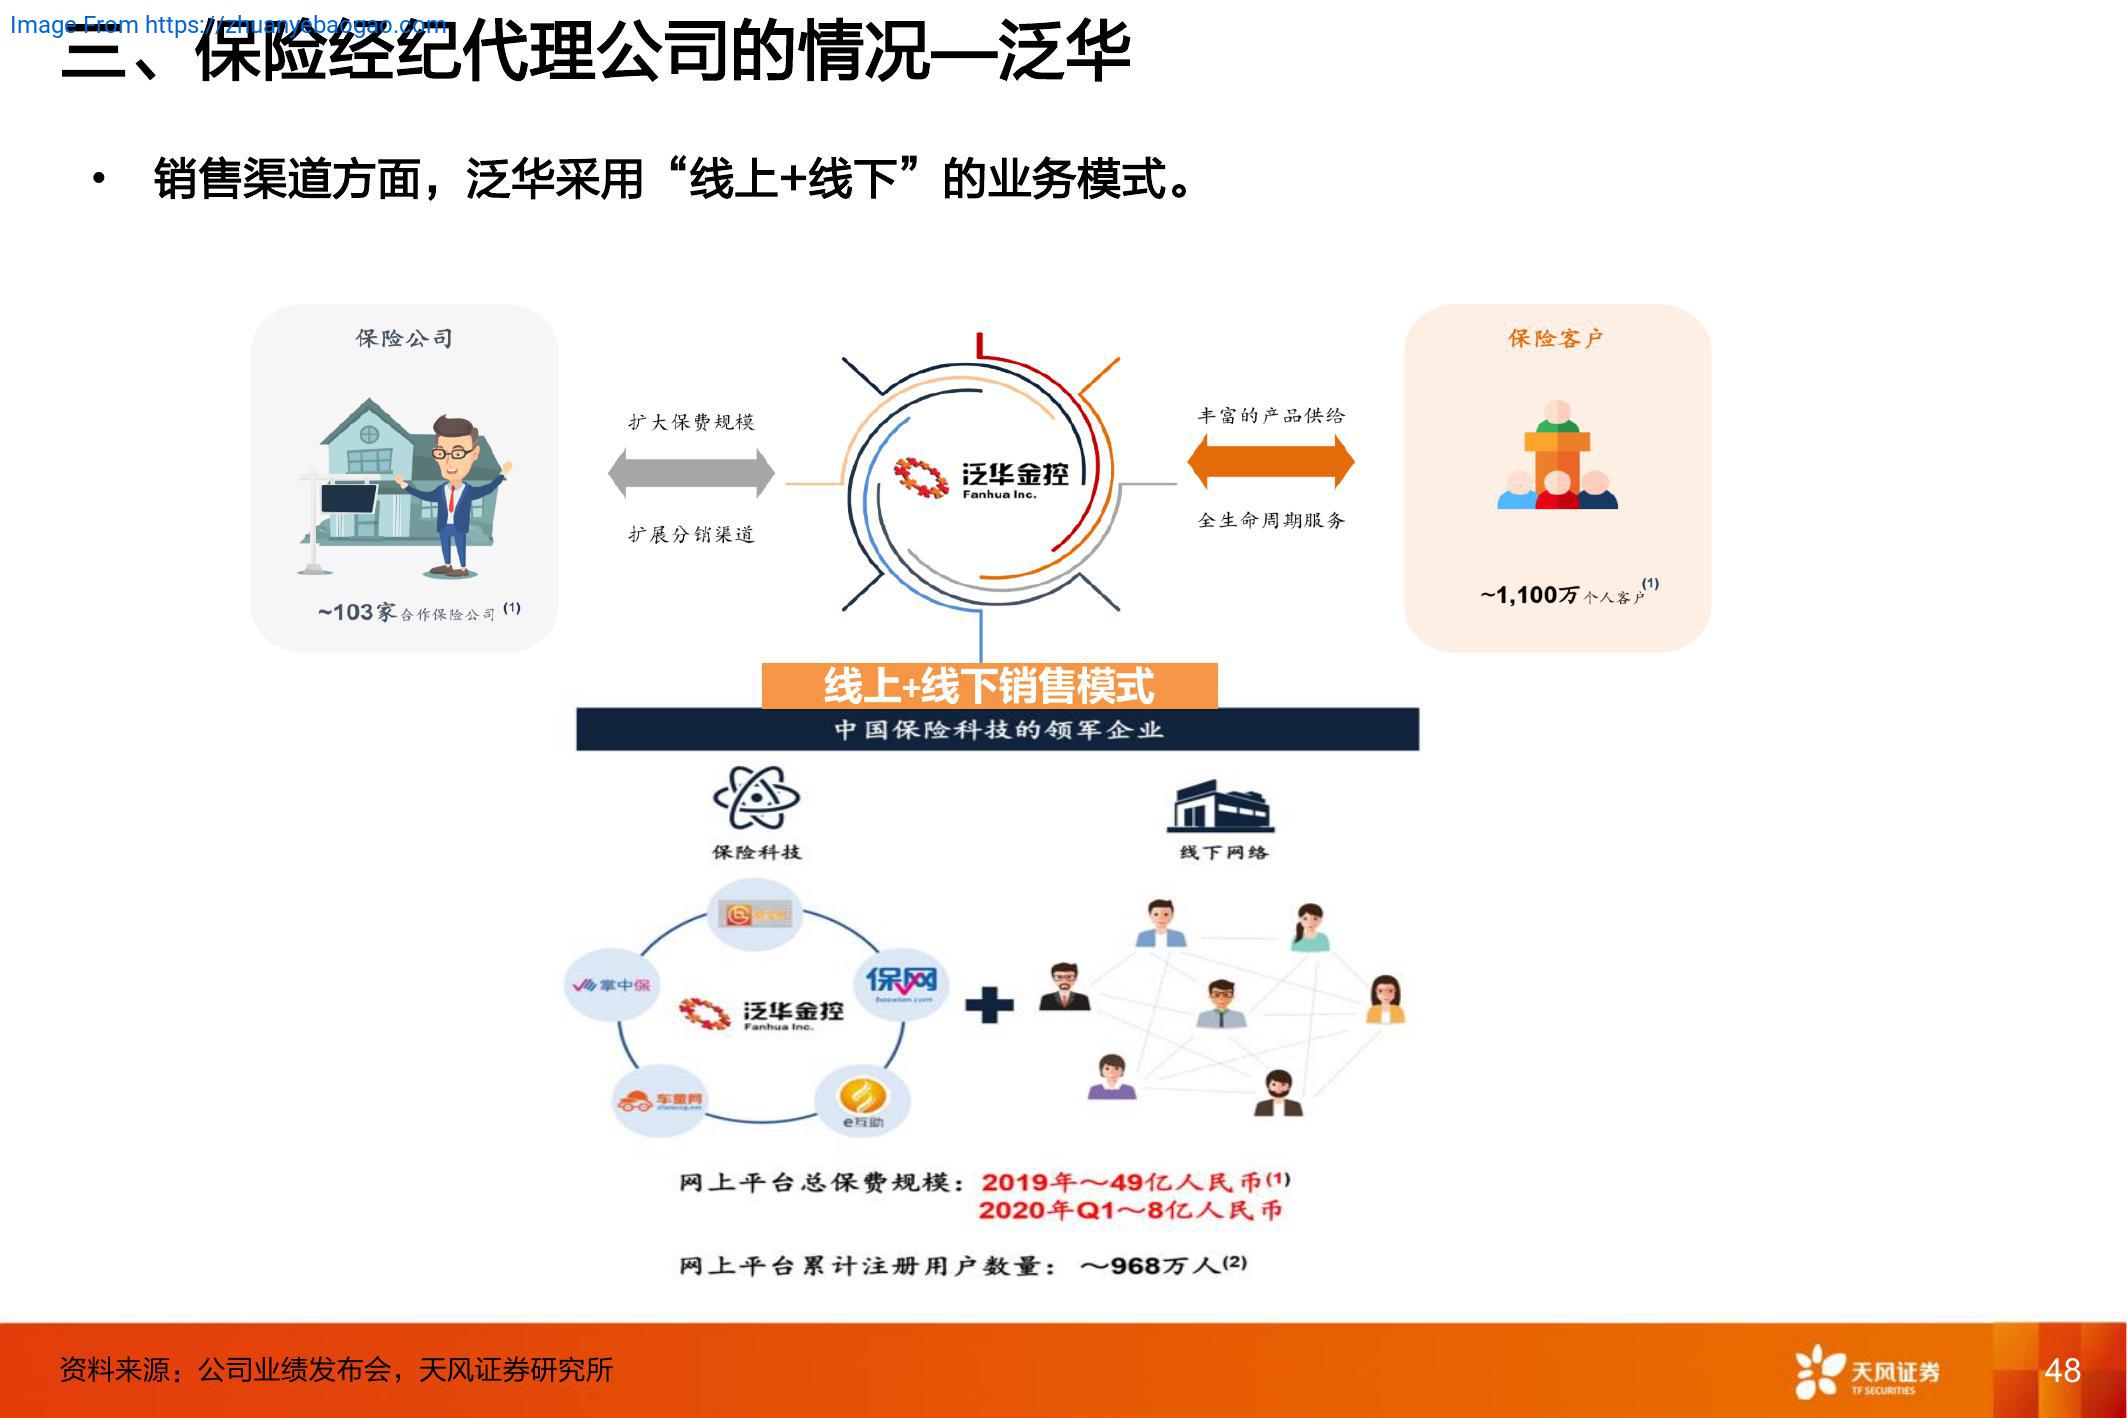 Image From https://zhuanyebaogao.com
三、保险经纪代理公司的情况—泛华
• 销售渠道方面，泛华采用“线上+线下”的业务模式。
保险公司
~103家合作保险公司 (1)
扩大保费规模
扩展分销渠道
泛华金控
Fanhua Inc.
丰富的产品供给
全生命周期服务
保险客户
~1,100万个人客户(1)
线上+线下销售模式
中国保险科技的领军企业
保险科技
线下网络
掌中保
保网
baoxian.com
泛华金控
Fanhua Inc.
车童网
e互助
网上平台总保费规模：2019年～49亿人民币(1)
2020年Q1～8亿人民币
网上平台累计注册用户数量：～968万人(2)
资料来源：公司业绩发布会，天风证券研究所
天风证券
TF SECURITIES
48